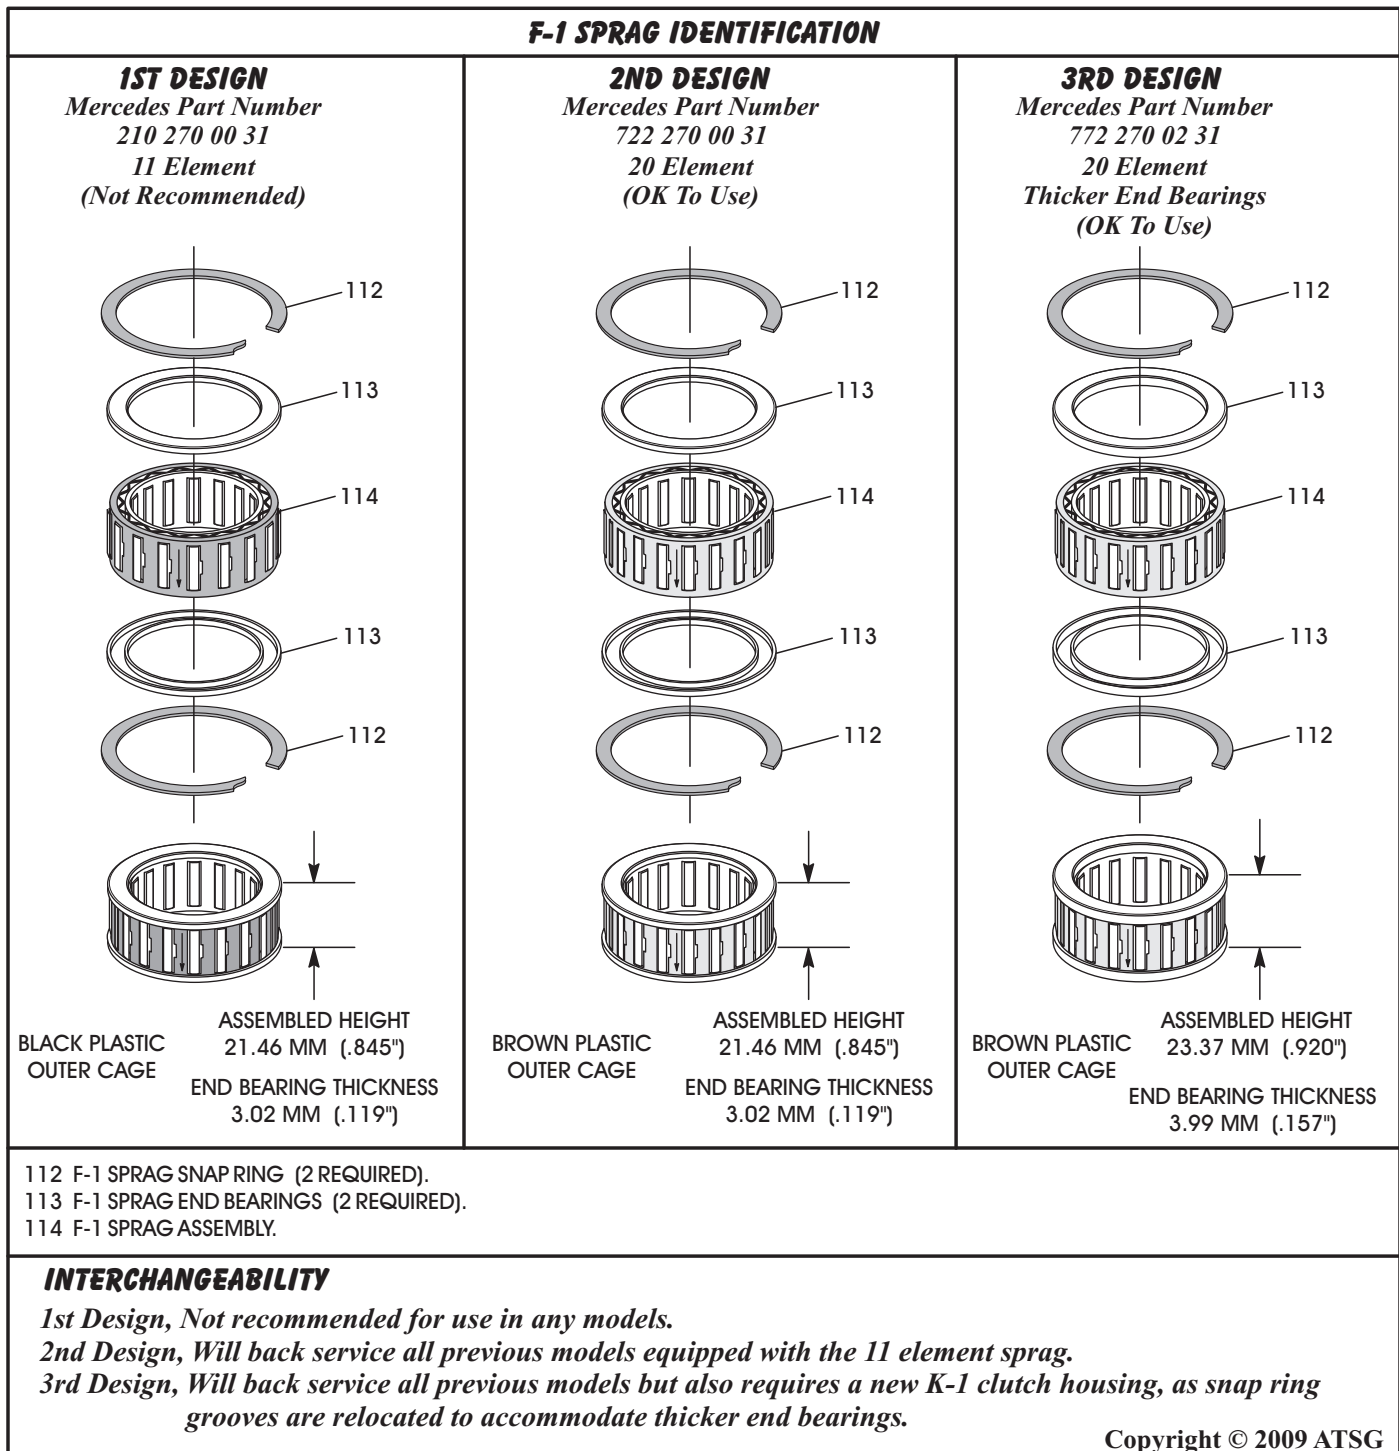 F-1 SPRAG IDENTIFICATION
1ST DESIGN
Mercedes Part Number
210 270 00 31
11 Element
(Not Recommended)
112
113
114
113
112
BLACK PLASTIC
OUTER CAGE
ASSEMBLED HEIGHT
21.46 MM (.845")
END BEARING THICKNESS
3.02 MM (.119")
2ND DESIGN
Mercedes Part Number
722 270 00 31
20 Element
(OK To Use)
112
113
114
113
112
BROWN PLASTIC
OUTER CAGE
ASSEMBLED HEIGHT
21.46 MM (.845")
END BEARING THICKNESS
3.02 MM (.119")
3RD DESIGN
Mercedes Part Number
772 270 02 31
20 Element
Thicker End Bearings
(OK To Use)
112
113
114
113
112
BROWN PLASTIC
OUTER CAGE
ASSEMBLED HEIGHT
23.37 MM (.920")
END BEARING THICKNESS
3.99 MM (.157")
112 F-1 SPRAG SNAP RING (2 REQUIRED).
113 F-1 SPRAG END BEARINGS (2 REQUIRED).
114 F-1 SPRAG ASSEMBLY.
INTERCHANGEABILITY
1st Design, Not recommended for use in any models.
2nd Design, Will back service all previous models equipped with the 11 element sprag.
3rd Design, Will back service all previous models but also requires a new K-1 clutch housing, as snap ring
grooves are relocated to accommodate thicker end bearings.
Copyright © 2009 ATSG